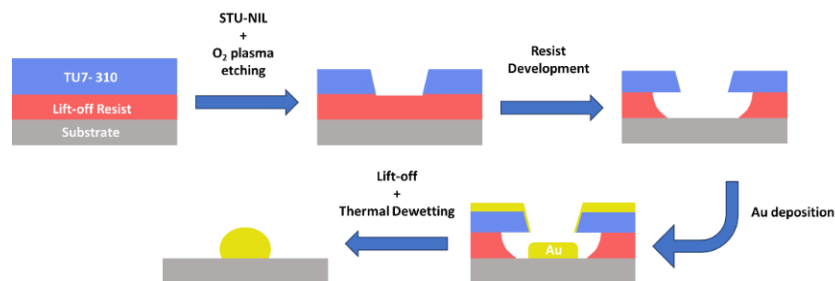 STU-NIL
+
O2 plasma
etching
TU7- 310
Lift-off Resist
Substrate
Resist
Development
Lift-off
+
Thermal Dewetting
Au deposition
Au